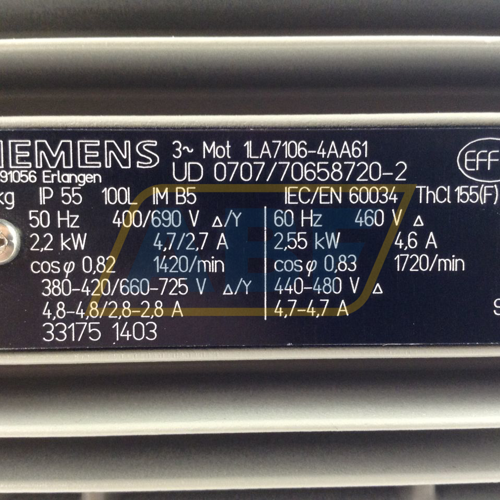 SIEMENS 3~ Mot 1LA7106-4AA61
91056 Erlangen UD 0707/70658720-2 EFF
kg IP 55 100L IM B5 IEC/EN 60034 ThCl 155(F)
50 Hz 400/690 V Δ/Y 60 Hz 460 V Δ
2,2 kW 4,7/2,7 A 2,55 kW 4,6 A
cosφ 0,82 1420/min cosφ 0,83 1720/min
380-420/660-725 V Δ/Y 440-480 V Δ
4,8-4,8/2,8-2,8 A 4,7-4,7 A
33175 1403